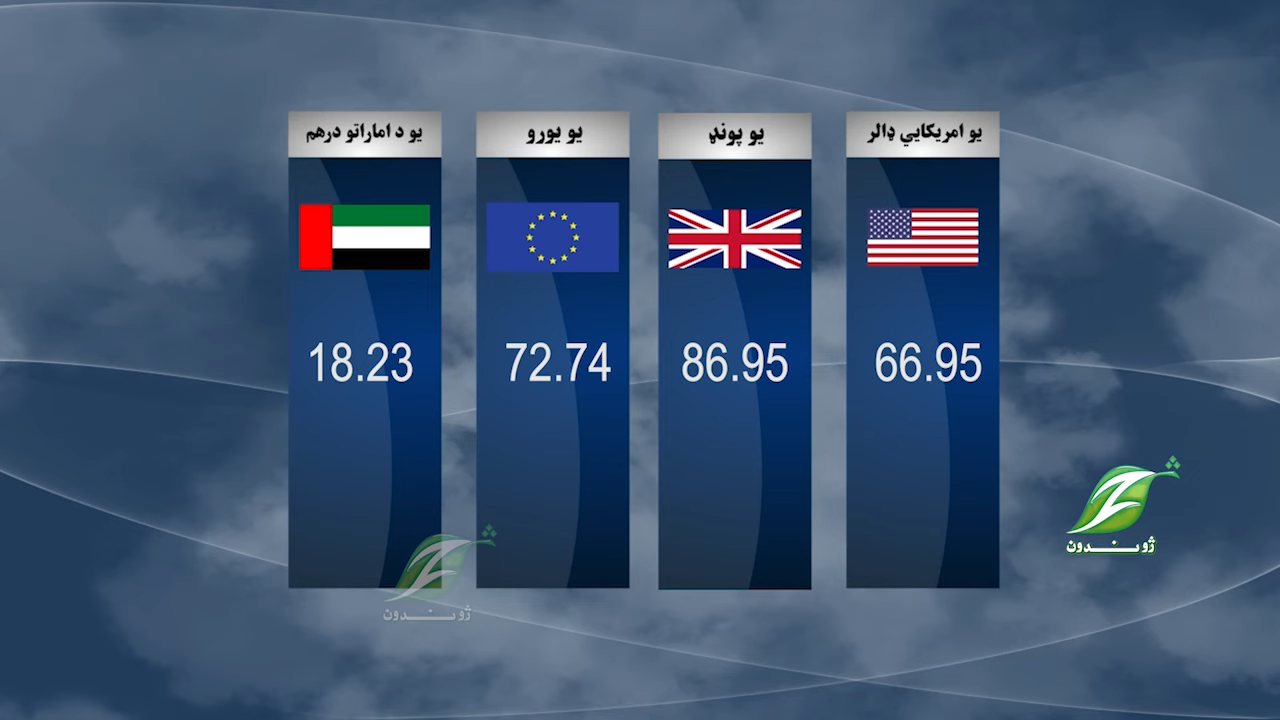 یو امریکایي ډالر
یو پونډ
یو یورو
یو د اماراتو درهم
66.95
86.95
72.74
18.23
ژوندون
ژوندون